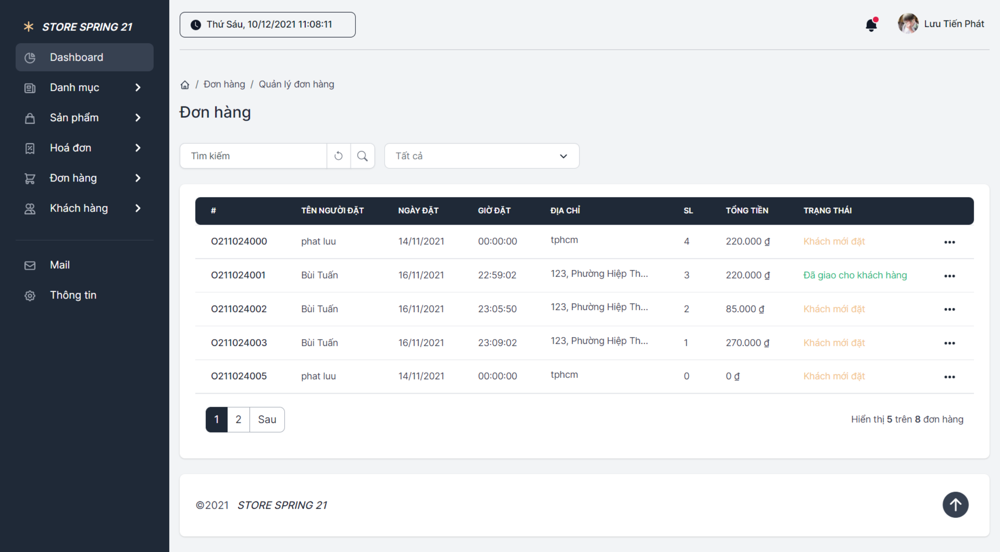 STORE SPRING 21
Dashboard
Danh mục
Sản phẩm
Hoá đơn
Đơn hàng
Khách hàng
Mail
Thông tin
Thứ Sáu, 10/12/2021 11:08:11
Lưu Tiến Phát
/ Đơn hàng / Quản lý đơn hàng
Đơn hàng
Tìm kiếm
Tất cả
# TÊN NGƯỜI ĐẶT NGÀY ĐẶT GIỜ ĐẶT ĐỊA CHỈ SL TỔNG TIỀN TRẠNG THÁI
O211024000 phat luu 14/11/2021 00:00:00 tphcm 4 220.000 ₫ Khách mới đặt
O211024001 Bùi Tuấn 16/11/2021 22:59:02 123, Phường Hiệp Th... 3 220.000 ₫ Đã giao cho khách hàng
O211024002 Bùi Tuấn 16/11/2021 23:05:50 123, Phường Hiệp Th... 2 85.000 ₫ Khách mới đặt
O211024003 Bùi Tuấn 16/11/2021 23:09:02 123, Phường Hiệp Th... 1 270.000 ₫ Khách mới đặt
O211024005 phat luu 14/11/2021 00:00:00 tphcm 0 0 ₫ Khách mới đặt
1 2 Sau
Hiển thị 5 trên 8 đơn hàng
©2021 STORE SPRING 21